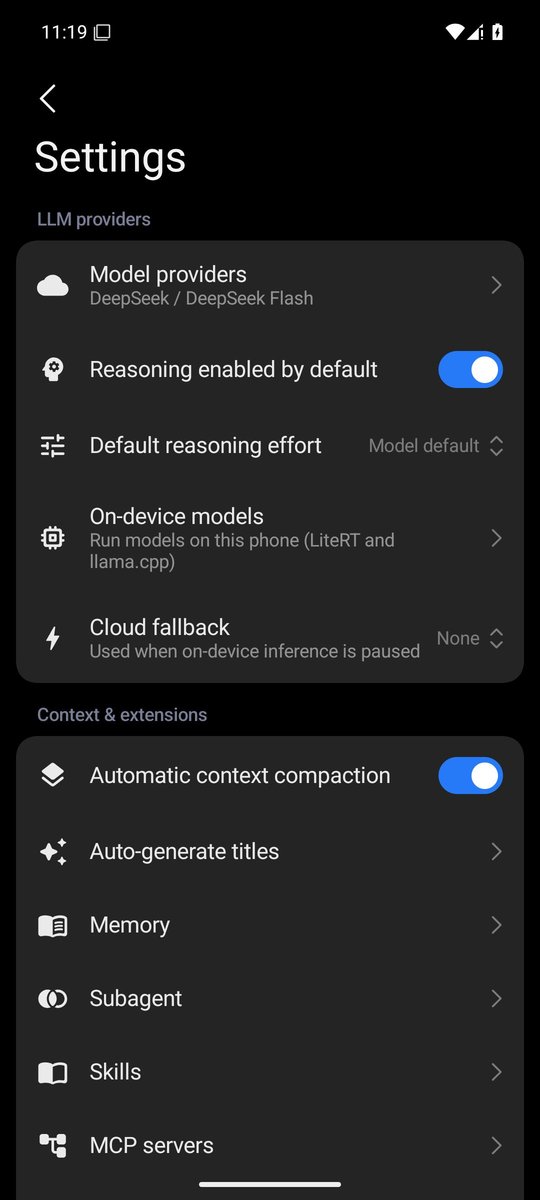 11:19
Settings
LLM providers
Model providers
DeepSeek / DeepSeek Flash
Reasoning enabled by default
Default reasoning effort
Model default
On-device models
Run models on this phone (LiteRT and
llama.cpp)
Cloud fallback
Used when on-device inference is paused
None
Context & extensions
Automatic context compaction
Auto-generate titles
Memory
Subagent
Skills
MCP servers